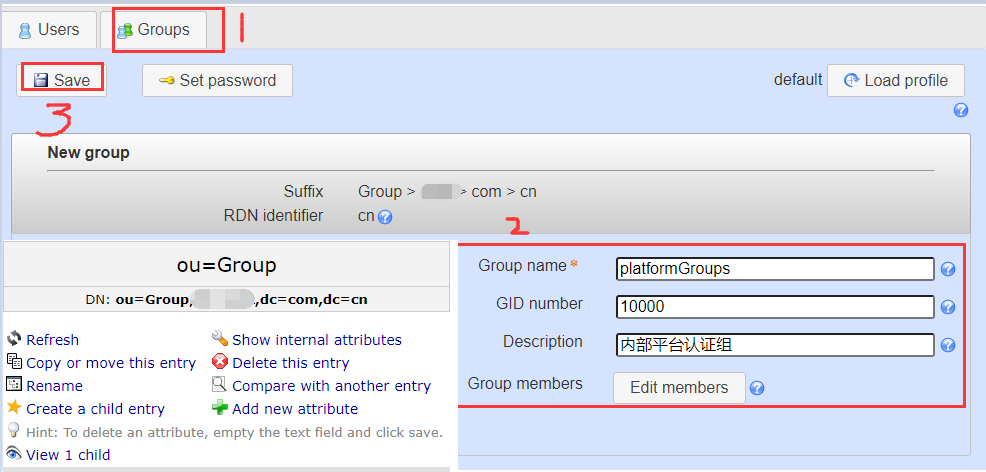 Users
Groups
1
Save
Set password
default
Load profile
3
New group
Suffix
Group > > com > cn
RDN identifier
cn
2
ou=Group
DN: ou=Group, ,dc=com,dc=cn
Refresh
Show internal attributes
Copy or move this entry
Delete this entry
Rename
Compare with another entry
Create a child entry
Add new attribute
Hint: To delete an attribute, empty the text field and click save.
View 1 child
Group name*
platformGroups
GID number
10000
Description
内部平台认证组
Group members
Edit members